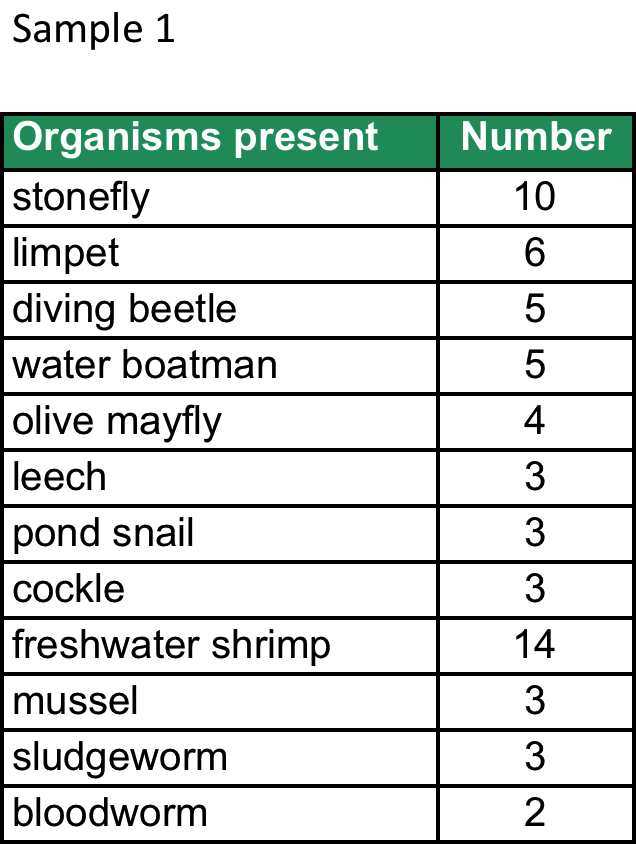 Sample 1
Organisms present Number
stonefly 10
limpet 6
diving beetle 5
water boatman 5
olive mayfly 4
leech 3
pond snail 3
cockle 3
freshwater shrimp 14
mussel 3
sludgeworm 3
bloodworm 2